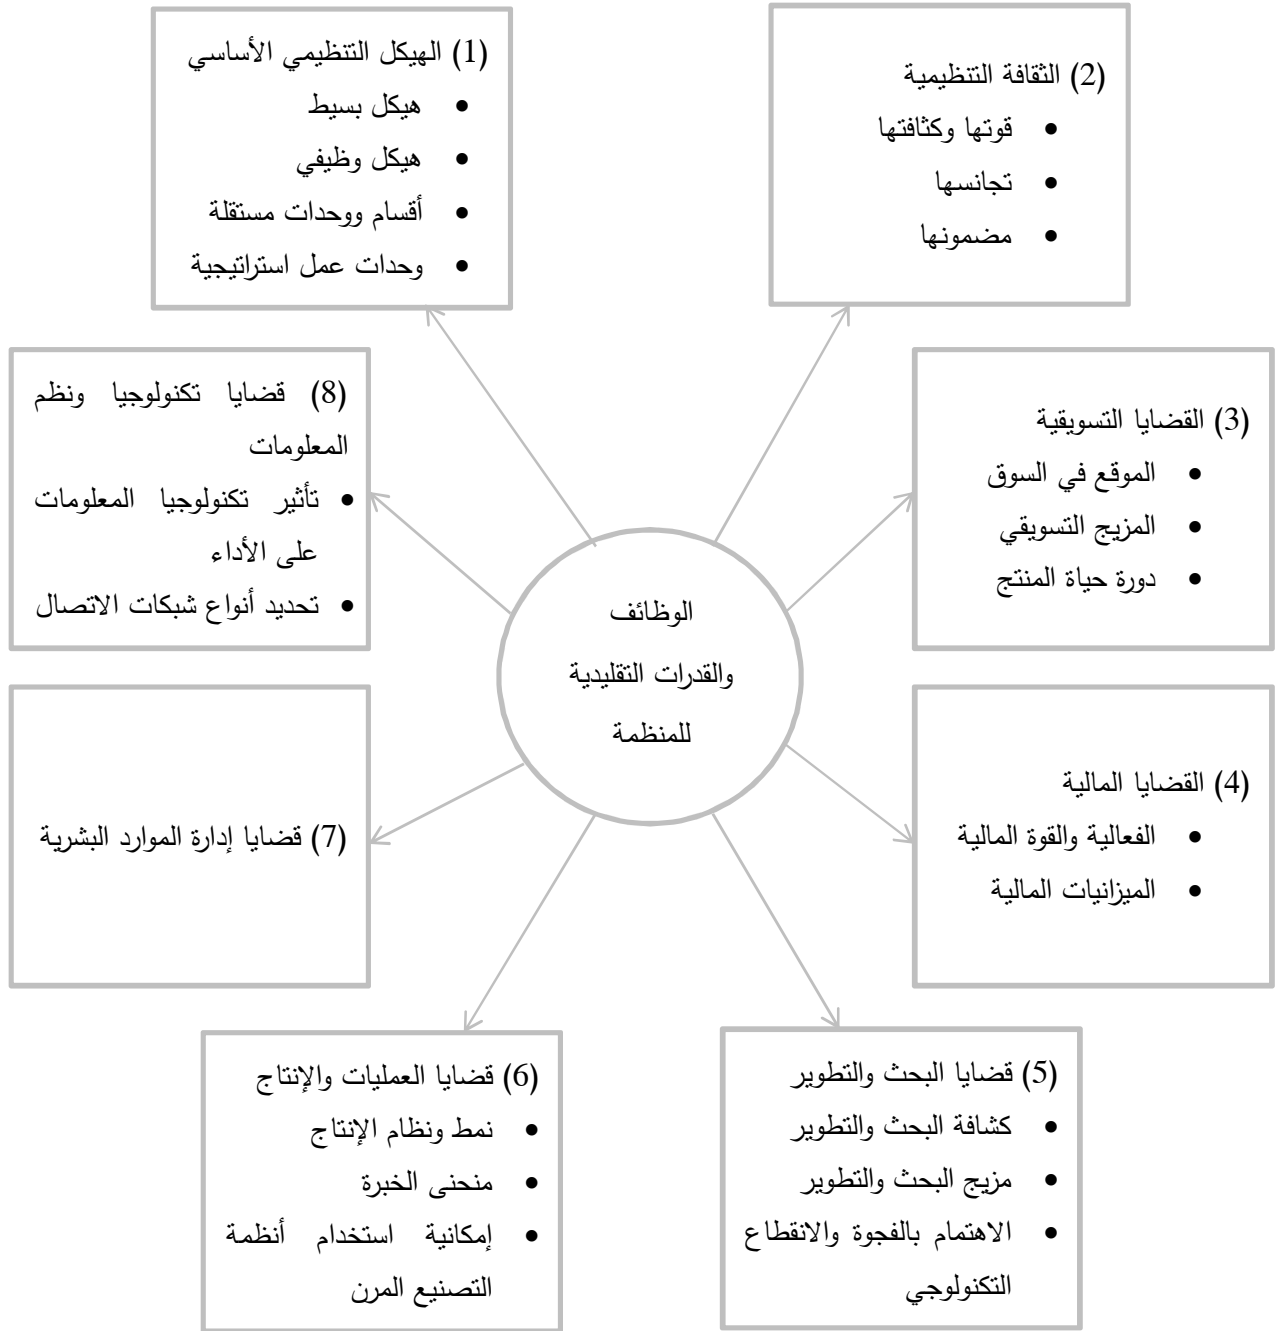 (1) الهيكل التنظيمي الأساسي
• هيكل بسيط
• هيكل وظيفي
• أقسام ووحدات مستقلة
• وحدات عمل استراتيجية
(2) الثقافة التنظيمية
• قوتها وكثافتها
• تجانسها
• مضمونها
(3) القضايا التسويقية
• الموقع في السوق
• المزيج التسويقي
• دورة حياة المنتج
(4) القضايا المالية
• الفعالية والقوة المالية
• الميزانيات المالية
(5) قضايا البحث والتطوير
• كشافة البحث والتطوير
• مزيج البحث والتطوير
• الاهتمام بالفجوة والانقطاع
التكنولوجي
(6) قضايا العمليات والإنتاج
• نمط ونظام الإنتاج
• منحنى الخبرة
• إمكانية استخدام أنظمة
التصنيع المرن
(7) قضايا إدارة الموارد البشرية
(8) قضايا تكنولوجيا ونظم
المعلومات
• تأثير تكنولوجيا المعلومات
على الأداء
• تحديد أنواع شبكات الاتصال
الوظائف
والقدرات التقليدية
للمنظمة